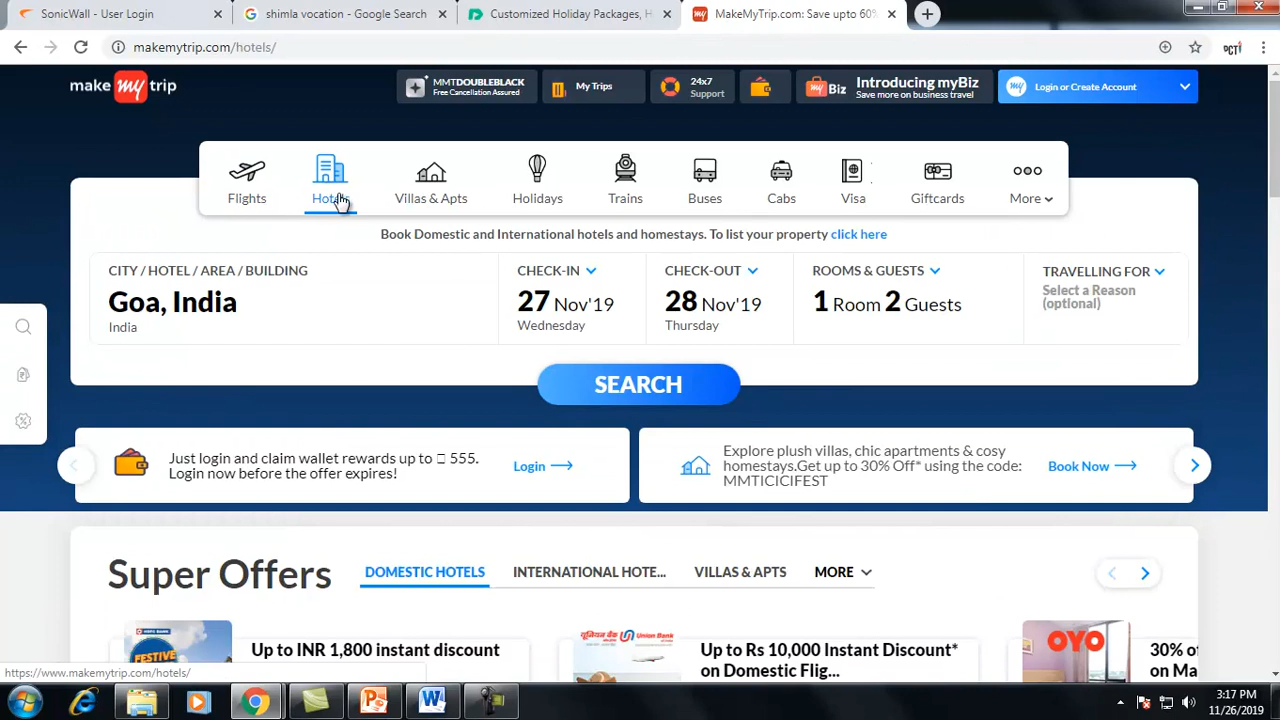 SonicWall - User Login
shimla vocation - Google Search
Customized Holiday Packages, H
MakeMyTrip.com: Save upto 60%
makemytrip.com/hotels/
make my trip
MMTDOUBLEBLACK
Free Cancellation Assured
My Trips
24x7
Support
my Biz
Introducing myBiz
Save more on business travel
my
Login or Create Account
Flights
Hotels
Villas & Apts
Holidays
Trains
Buses
Cabs
Visa
Giftcards
More
Book Domestic and International hotels and homestays. To list your property click here
CITY / HOTEL / AREA / BUILDING
Goa, India
India
CHECK-IN
27 Nov'19
Wednesday
CHECK-OUT
28 Nov'19
Thursday
ROOMS & GUESTS
1 Room 2 Guests
TRAVELLING FOR
Select a Reason
(optional)
SEARCH
Just login and claim wallet rewards up to 555.
Login now before the offer expires!
Login
Explore plush villas, chic apartments & cosy
homestays.Get up to 30% Off* using the code:
MMTICICIFEST
Book Now
Super Offers
DOMESTIC HOTELS
INTERNATIONAL HOTE...
VILLAS & APTS
MORE
HDFC BANK
FESTIVE
Up to INR 1,800 instant discount
यूनियन बैंक
Union Bank
Up to Rs 10,000 Instant Discount*
on Domestic Flig...
OYO
30% of
on Ma
https://www.makemytrip.com/hotels/
3:17 PM
11/26/2019